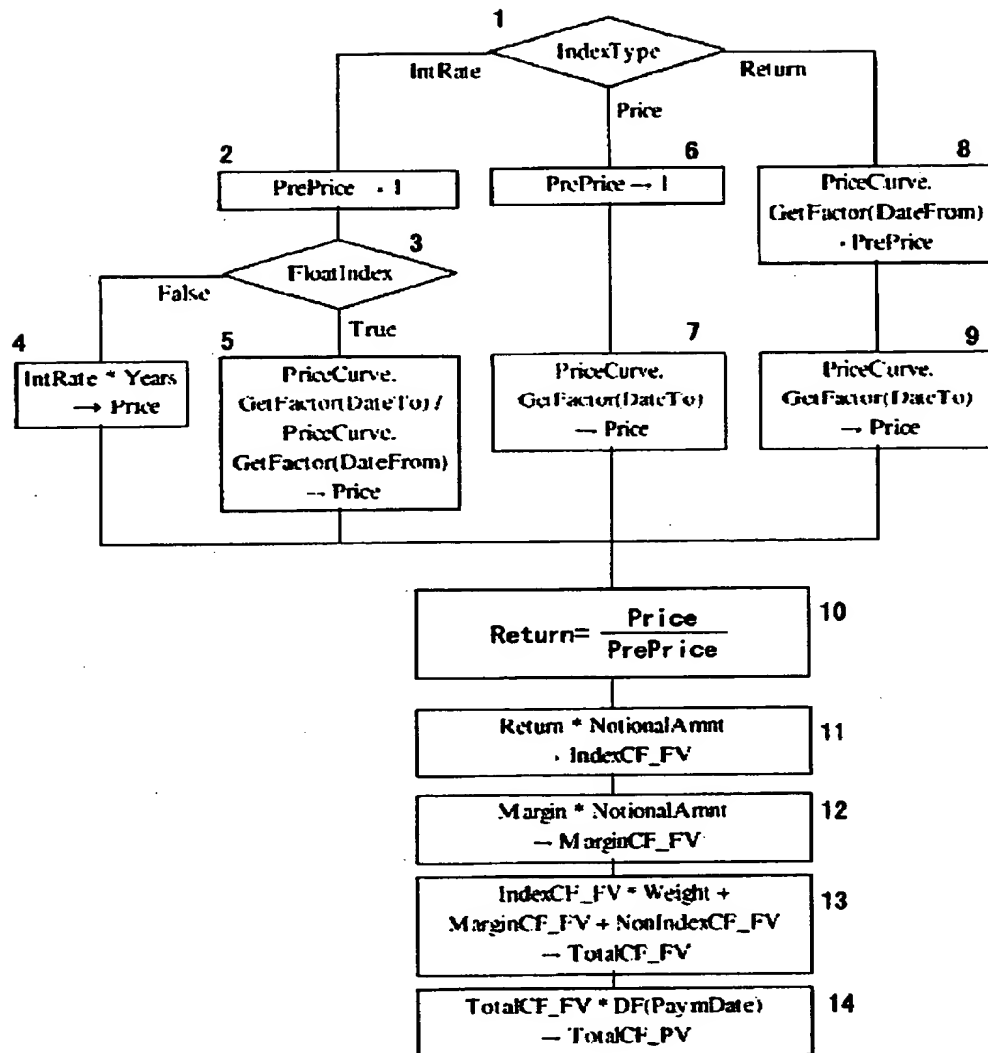 1
IndexType
IntRate
Return
Price
2
PrePrice → 1
6
PrePrice → 1
8
PriceCurve.
GetFactor(DateFrom)
→ PrePrice
3
FloatIndex
False
True
4
IntRate * Years
→ Price
5
PriceCurve.
GetFactor(DateTo) /
PriceCurve.
GetFactor(DateFrom)
→ Price
7
PriceCurve.
GetFactor(DateTo)
→ Price
9
PriceCurve.
GetFactor(DateTo)
→ Price
Return= Price
PrePrice
10
Return * NotionalAmnt
→ IndexCF_FV
11
Margin * NotionalAmnt
→ MarginCF_FV
12
IndexCF_FV * Weight +
MarginCF_FV + NonIndexCF_FV
→ TotalCF_FV
13
TotalCF_FV * DF(PaymDate)
→ TotalCF_PV
14